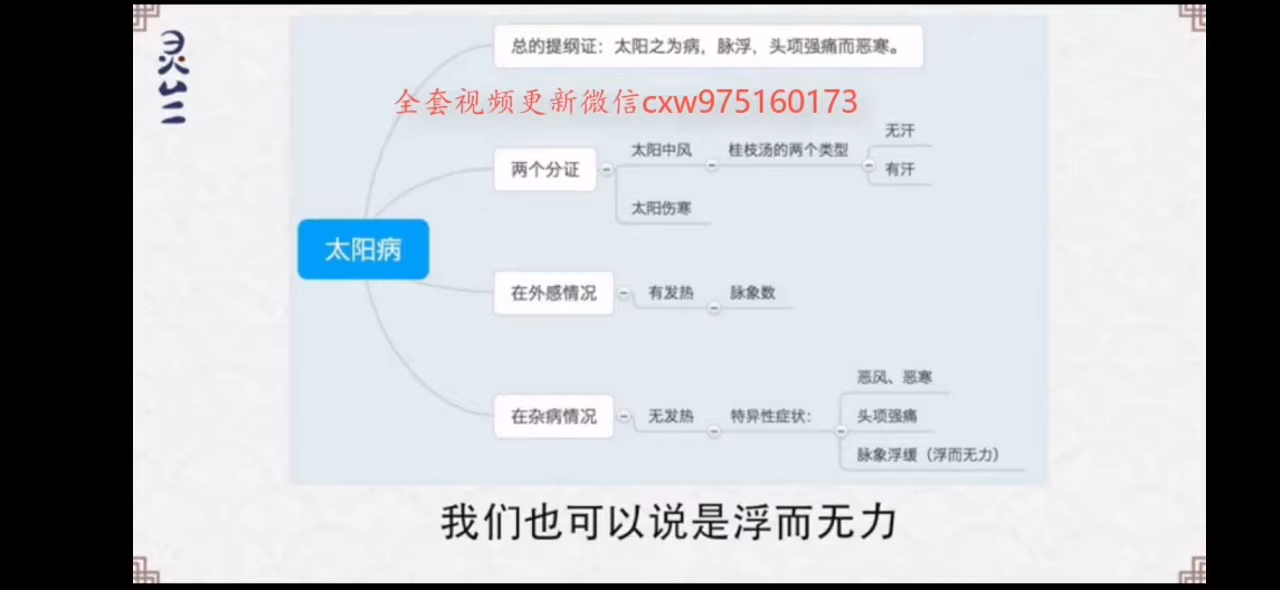 灵兰
总的提纲证：太阳之为病，脉浮，头项强痛而恶寒。
全套视频更新微信cxw975160173
无汗
太阳中风
桂枝汤的两个类型
两个分证
有汗
太阳伤寒
太阳病
在外感情况
有发热
脉象数
恶风、恶寒
在杂病情况
无发热
特异性症状：
头项强痛
脉象浮缓（浮而无力）
我们也可以说是浮而无力